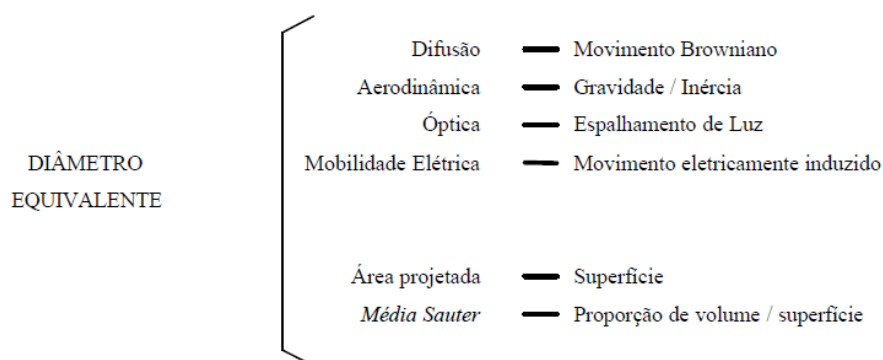 Difusão — Movimento Browniano
Aerodinâmica — Gravidade / Inércia
Óptica — Espalhamento de Luz
DIÂMETRO
Mobilidade Elétrica — Movimento eletricamente induzido
EQUIVALENTE
Área projetada — Superfície
Média Sauter — Proporção de volume / superfície